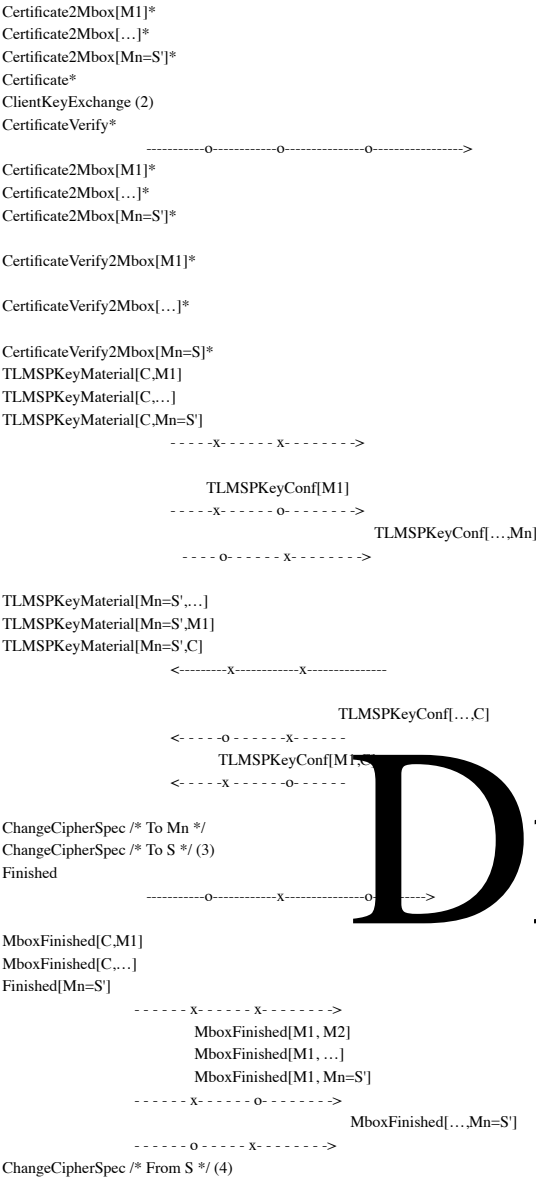 Certificate2Mbox[M1]*
Certificate2Mbox[…]*
Certificate2Mbox[Mn=S']*
Certificate*
ClientKeyExchange (2)
CertificateVerify*
-----------o------------o---------------o----------------->
Certificate2Mbox[M1]*
Certificate2Mbox[…]*
Certificate2Mbox[Mn=S']*
CertificateVerify2Mbox[M1]*
CertificateVerify2Mbox[…]*
CertificateVerify2Mbox[Mn=S]*
TLMSPKeyMaterial[C,M1]
TLMSPKeyMaterial[C,…]
TLMSPKeyMaterial[C,Mn=S']
- - - - -x- - - - - - x- - - - - - - ->
TLMSPKeyConf[M1]
- - - - -x- - - - - - o- - - - - - - ->
TLMSPKeyConf[…,Mn]
- - - - o- - - - - - x- - - - - - - ->
TLMSPKeyMaterial[Mn=S',…]
TLMSPKeyMaterial[Mn=S',M1]
TLMSPKeyMaterial[Mn=S',C]
<---------x------------x---------------
TLMSPKeyConf[…,C]
<- - - - -o - - - - - -x- - - - - -
TLMSPKeyConf[M1,C]
<- - - - -x - - - - - -o- - - - - -
ChangeCipherSpec /* To Mn */
ChangeCipherSpec /* To S */ (3)
Finished
-----------o------------x---------------o---------->
MboxFinished[C,M1]
MboxFinished[C,…]
Finished[Mn=S']
- - - - - - x- - - - - - x- - - - - - - ->
MboxFinished[M1, M2]
MboxFinished[M1, …]
MboxFinished[M1, Mn=S']
- - - - - - x- - - - - - o- - - - - - - ->
MboxFinished[…,Mn=S']
- - - - - - o - - - - - x- - - - - - - ->
ChangeCipherSpec /* From S */ (4)
D